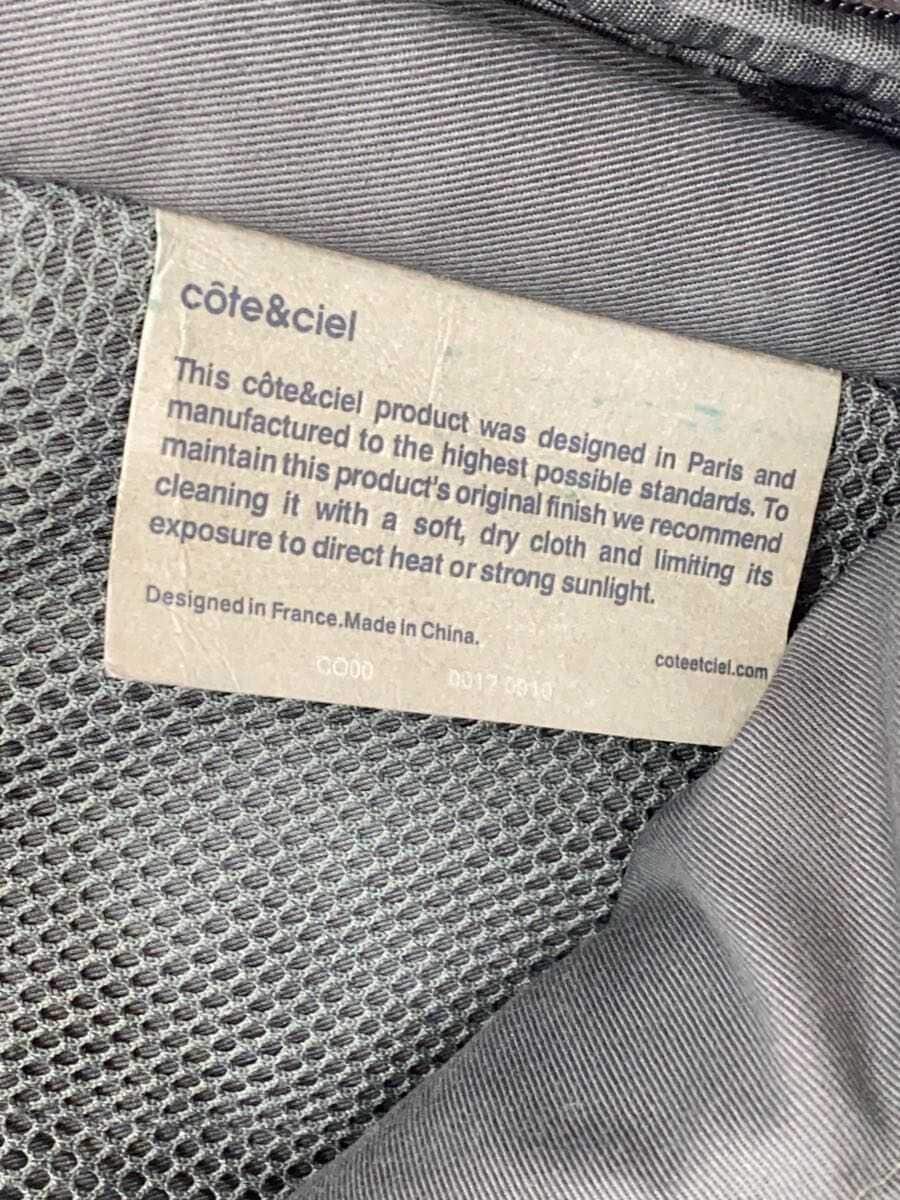 côte&ciel
This côte&ciel product was designed in Paris and
manufactured to the highest possible standards. To
maintain this product's original finish we recommend
cleaning it with a soft, dry cloth and limiting its
exposure to direct heat or strong sunlight.
Designed in France.Made in China.
coteetciel.com
CO00